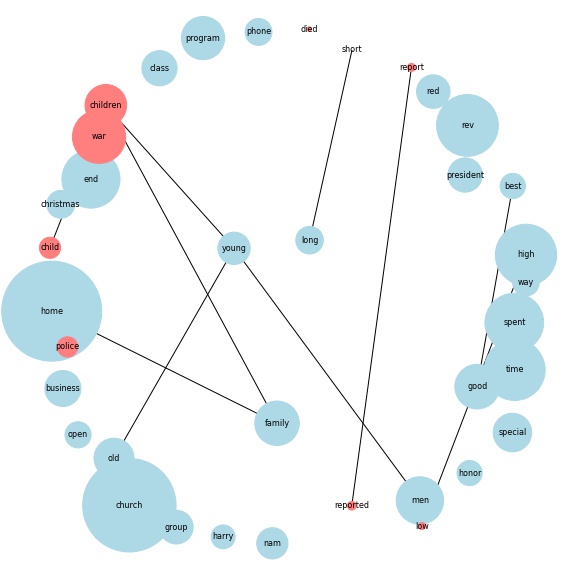 died
phone
program
short
class
report
red
children
rev
war
president
end
best
christmas
long
child
young
high
way
home
spent
police
time
business
good
family
special
open
old
honor
men
church
reported
group
low
harry
nam